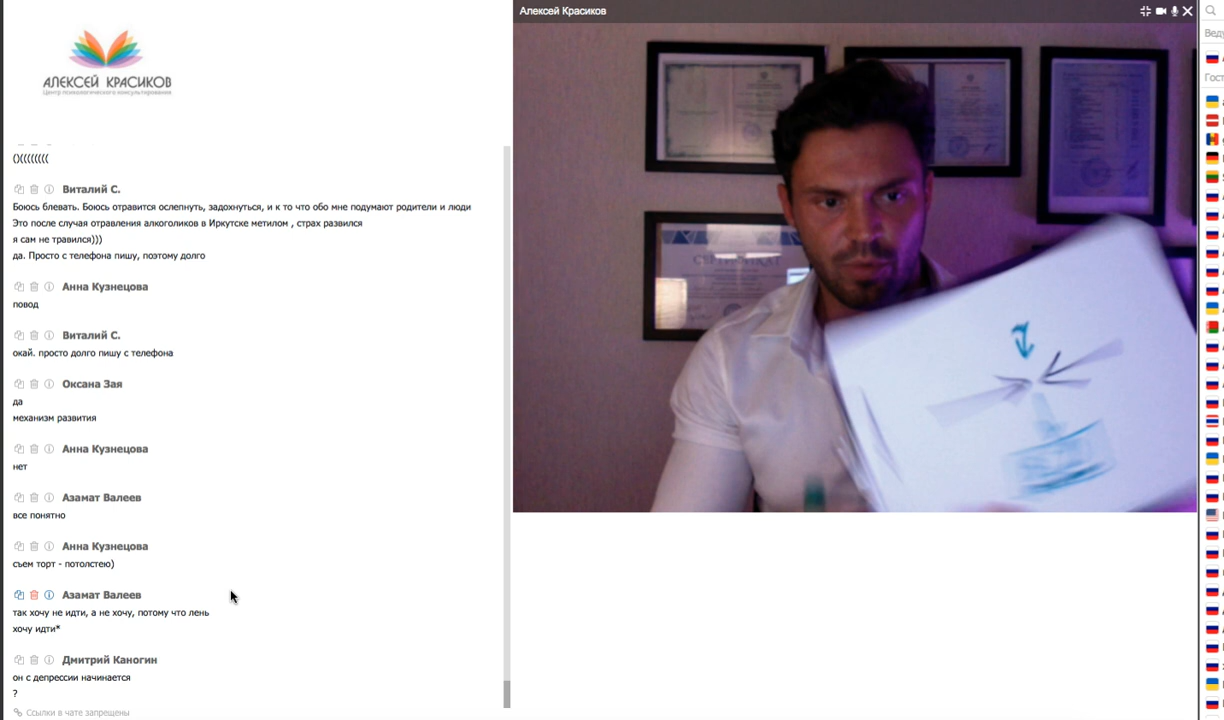 АЛЕКСЕЙ КРАСИКОВ
Центр психологического консультирования
()((((((((
Виталий С.
Боюсь блевать. Боюсь отравится ослепнуть, задохнуться, и к то что обо мне подумают родители и люди
Это после случая отравления алкоголиков в Иркутске метилом , страх развился
я сам не травился)))
да. Просто с телефона пишу, поэтому долго
Анна Кузнецова
повод
Виталий С.
окай. просто долго пишу с телефона
Оксана Зая
да
механизм развития
Анна Кузнецова
нет
Азамат Валеев
все понятно
Анна Кузнецова
съем торт - потолстею)
Азамат Валеев
так хочу не идти, а не хочу, потому что лень
хочу идти*
Дмитрий Каногин
он с депрессии начинается
?
Ссылки в чате запрещены
Алексей Красиков
СЕРТИФИКАТ
Веду
Гост